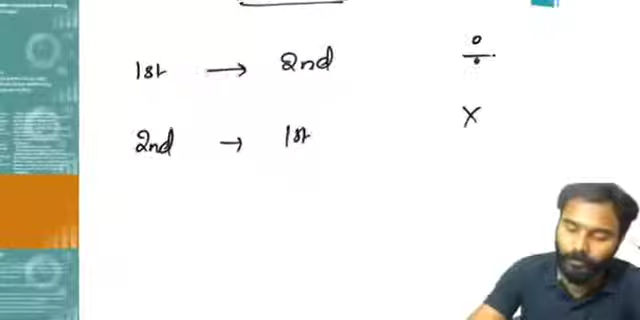 1st → 2nd ÷
2nd → 1st ×